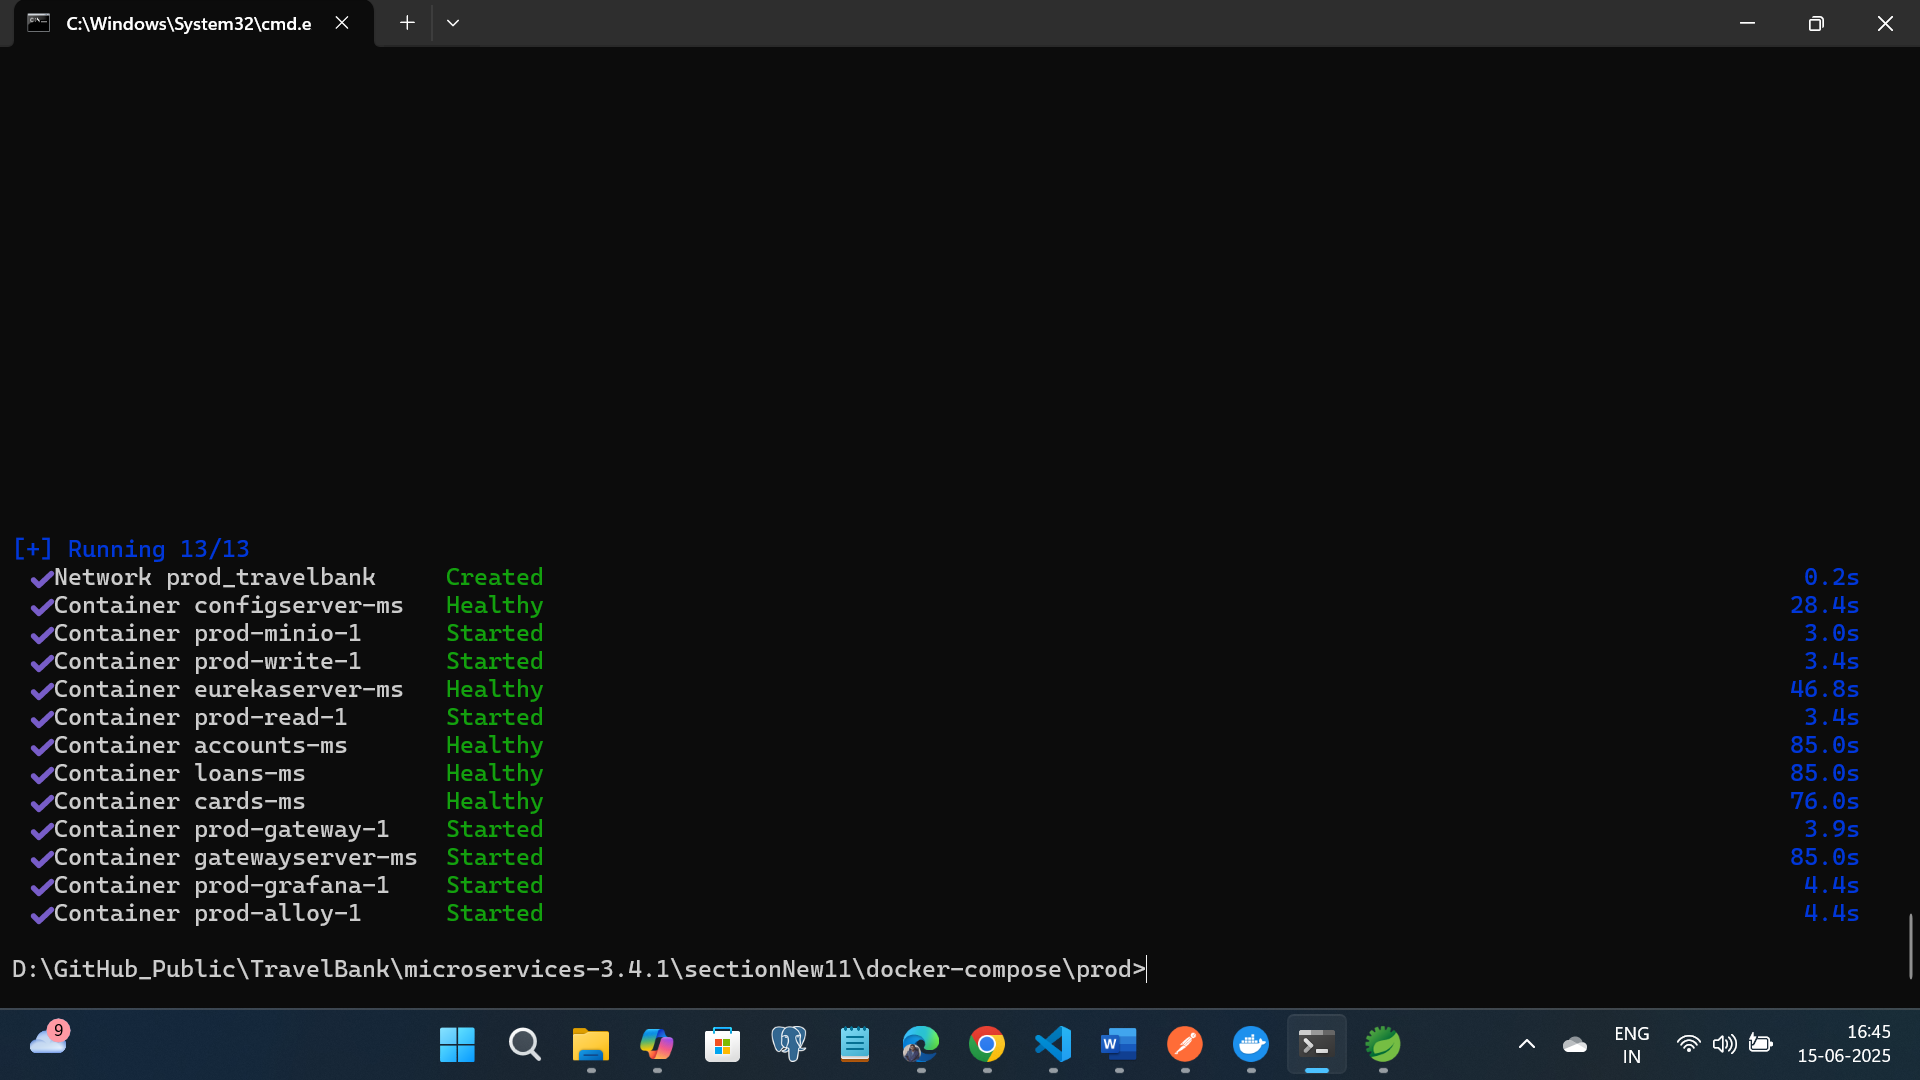 C:\Windows\System32\cmd.e
[+] Running 13/13
Network prod_travelbank Created 0.2s
Container configserver-ms Healthy 28.4s
Container prod-minio-1 Started 3.0s
Container prod-write-1 Started 3.4s
Container eurekaserver-ms Healthy 46.8s
Container prod-read-1 Started 3.4s
Container accounts-ms Healthy 85.0s
Container loans-ms Healthy 85.0s
Container cards-ms Healthy 76.0s
Container prod-gateway-1 Started 3.9s
Container gatewayserver-ms Started 85.0s
Container prod-grafana-1 Started 4.4s
Container prod-alloy-1 Started 4.4s
D:\GitHub_Public\TravelBank\microservices-3.4.1\sectionNew11\docker-compose\prod>
9
W
ENG
IN
16:45
15-06-2025